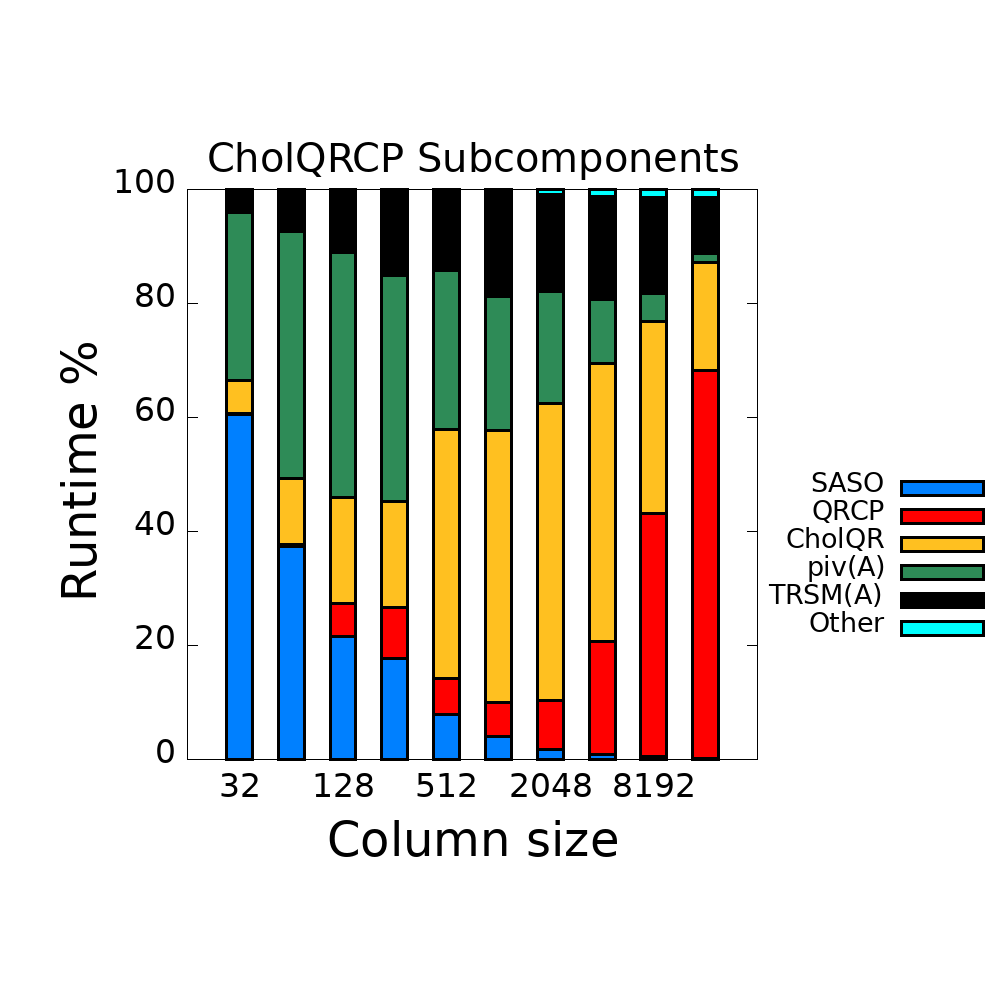 CholQRCP Subcomponents
100
80
60
40
20
0
Runtime %
32 128 512 2048 8192
Column size
SASO
QRCP
CholQR
piv(A)
TRSM(A)
Other